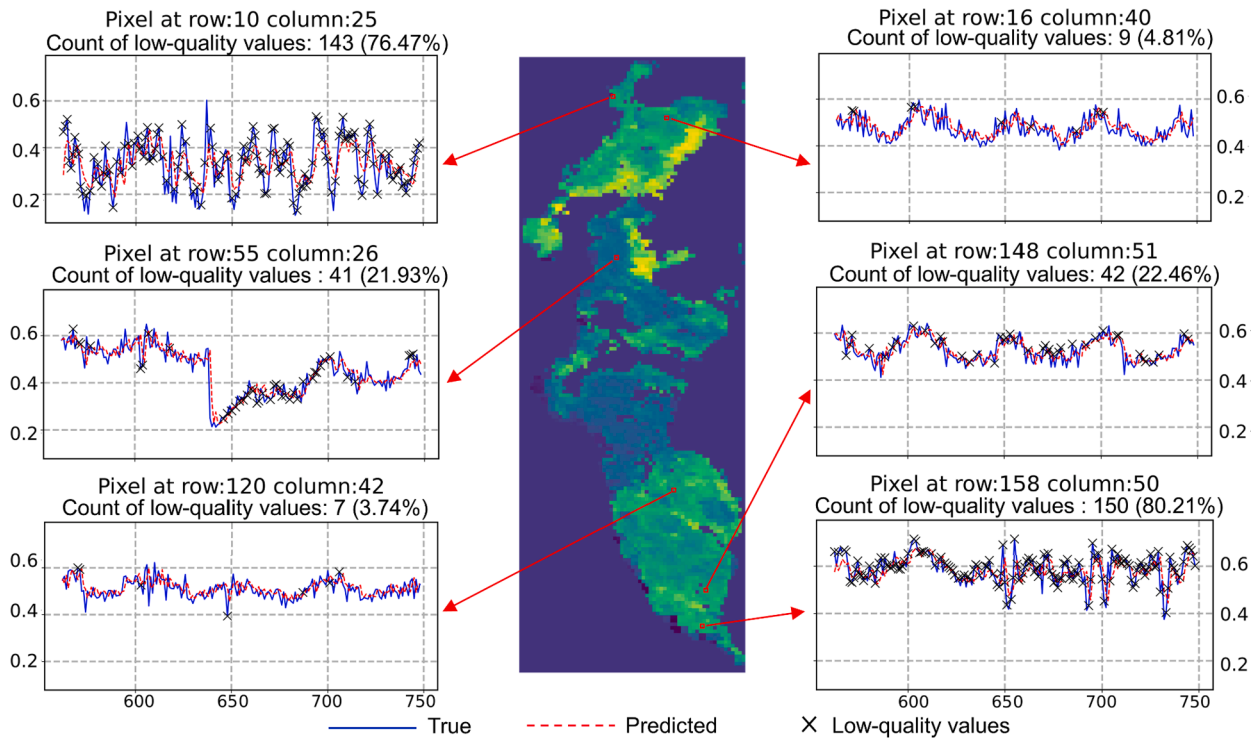 Pixel at row:10 column:25
Count of low-quality values: 143 (76.47%)
0.6
0.4
0.2
Pixel at row:55 column:26
Count of low-quality values : 41 (21.93%)
0.6
0.4
0.2
Pixel at row:120 column:42
Count of low-quality values: 7 (3.74%)
0.6
0.4
0.2
600 650 700 750
Pixel at row:16 column:40
Count of low-quality values: 9 (4.81%)
0.6
0.4
0.2
Pixel at row:148 column:51
Count of low-quality values: 42 (22.46%)
0.6
0.4
0.2
Pixel at row:158 column:50
Count of low-quality values : 150 (80.21%)
0.6
0.4
0.2
600 650 700 750
True Predicted Low-quality values